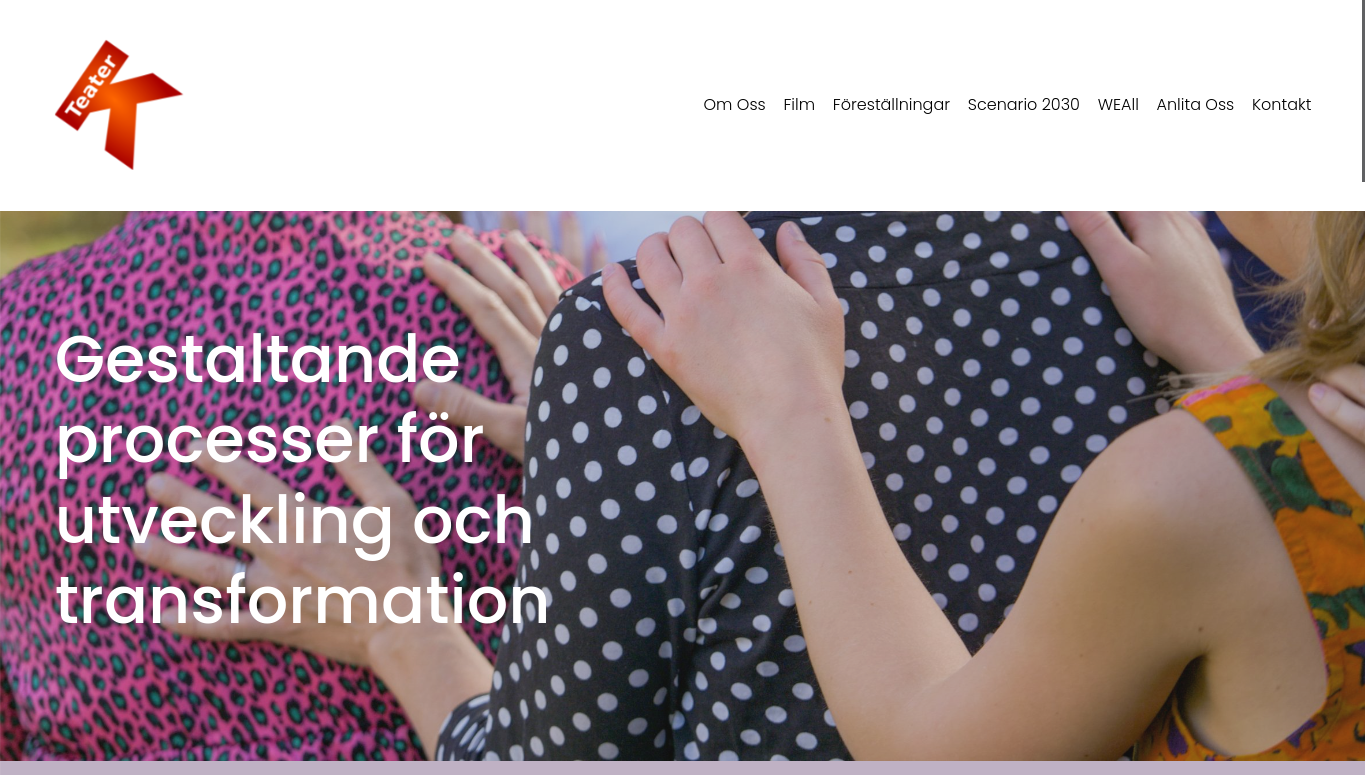 Teater
Om Oss Film Föreställningar Scenario 2030 WEAll Anlita Oss Kontakt
Gestaltande
processer för
utveckling och
transformation